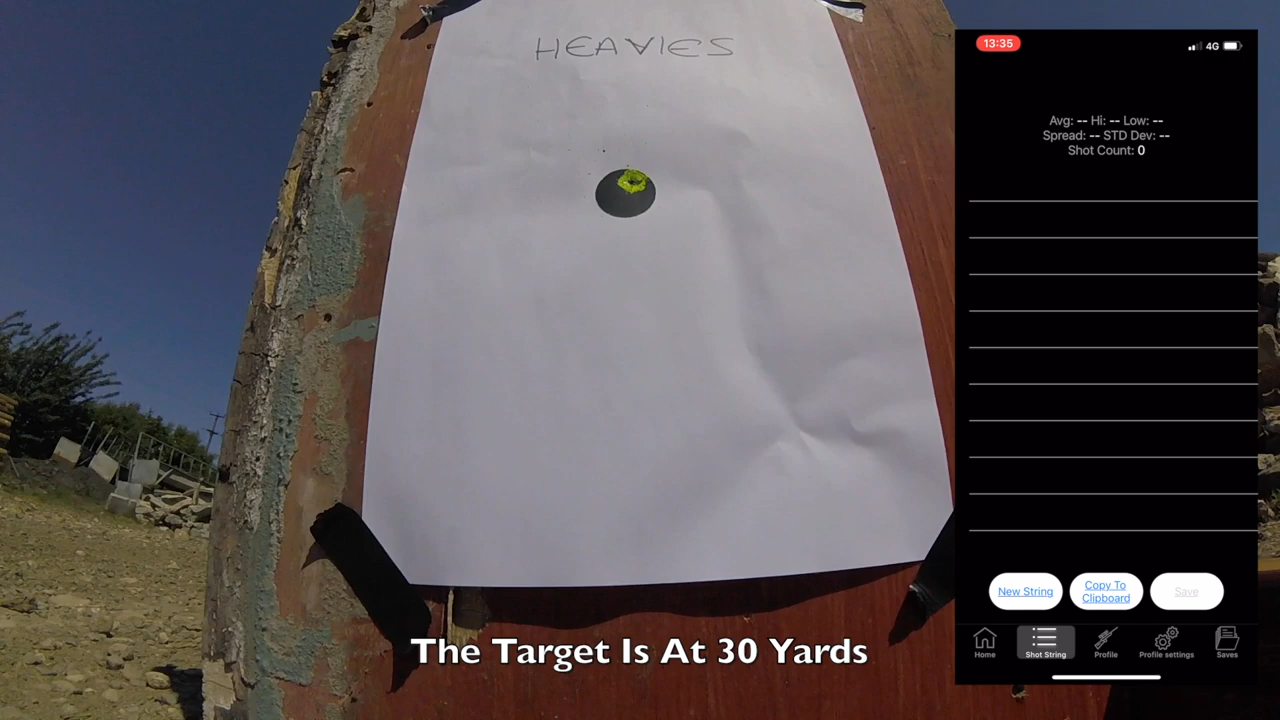 HEAVIES
13:35
4G
Avg: -- Hi: -- Low: --
Spread: -- STD Dev: --
Shot Count: 0
New String
Copy To
Clipboard
Save
Home
Shot String
Profile
Profile settings
Saves
The Target Is At 30 Yards